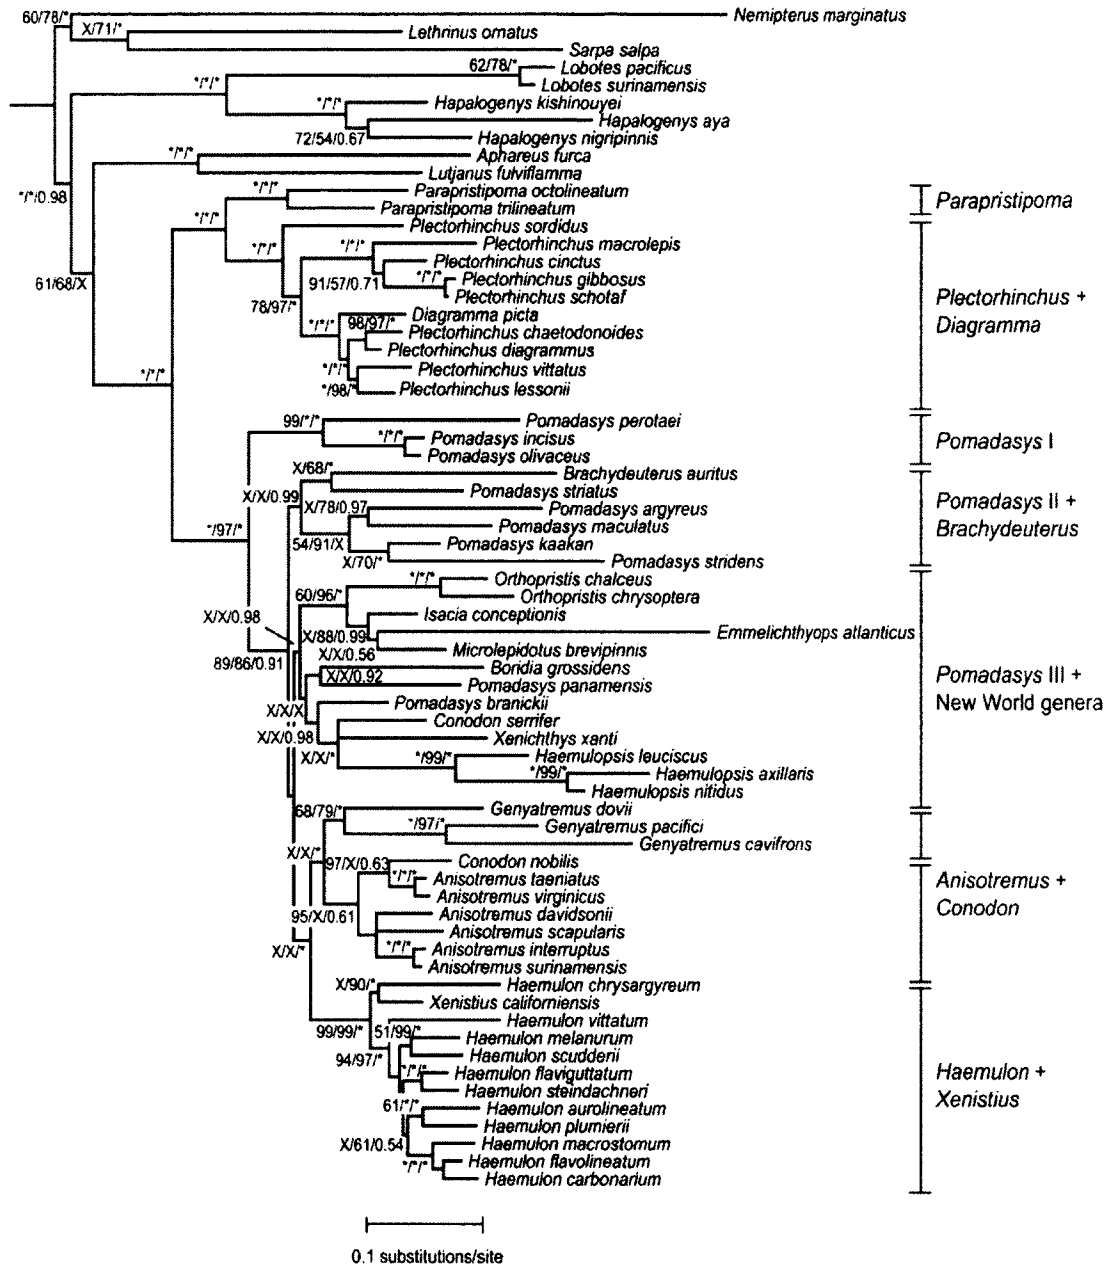 60/78/*
Nemipterus marginatus
X/71/*
Lethrinus ornatus
Sarpa salpa
62/78/*
Lobotes pacificus
Lobotes surinamensis
*/*/*
*/*/*
Hapalogenys kishinouyei
Hapalogenys aya
72/54/0.67
Hapalogenys nigripinnis
*/*/*
Aphareus furca
Lutjanus fulviflamma
*/*/0.98
*/*/*
Parapristipoma octolineatum
Parapristipoma trilineatum
Parapristipoma
*/*/*
Plectorhinchus sordidus
*/*/*
*/*/*
Plectorhinchus macrolepis
Plectorhinchus cinctus
61/68/X
91/57/0.71
*/*/*
Plectorhinchus gibbosus
Plectorhinchus schotaf
Plectorhinchus +
Diagramma
78/97/*
Diagramma picta
*/*/*
98/97/*
Plectorhinchus chaetodonoides
Plectorhinchus diagrammus
*/*/*
Plectorhinchus vittatus
*/*/*
*/98/*
Plectorhinchus lessonii
99/*/*
Pomadasys perotaei
*/*/*
Pomadasys incisus
Pomadasys olivaceus
Pomadasys I
X/68/*
Brachydeuterus auritus
X/X/0.99
Pomadasys striatus
X/78/0.97
Pomadasys argyreus
Pomadasys maculatus
Pomadasys II +
Brachydeuterus
*/97/*
54/91/X
Pomadasys kaakan
X/70/*
Pomadasys stridens
*/*/*
Orthopristis chalceus
60/96/*
Orthopristis chrysoptera
X/X/0.98
Isacia conceptionis
X/88/0.99
Emmelichthyops atlanticus
Microlepidotus brevipinnis
89/86/0.91
X/X/0.56
Boridia grossidens
X/X/0.92
Pomadasys panamensis
Pomadasys III +
New World genera
X/X/X
Pomadasys branickii
Conodon serrifer
X/X/0.98
Xenichthys xanti
X/X/*
*/99/*
Haemulopsis leuciscus
*/99/*
Haemulopsis axillaris
Haemulopsis nitidus
68/79/*
Genyatremus dovii
*/97/*
Genyatremus pacifici
Genyatremus cavifrons
X/X/*
97/X/0.63
Conodon nobilis
*/*/*
Anisotremus taeniatus
Anisotremus virginicus
Anisotremus +
Conodon
95/X/0.61
Anisotremus davidsonii
Anisotremus scapularis
X/X/*
*/*/*
Anisotremus interruptus
Anisotremus surinamensis
X/90/*
Haemulon chrysargyreum
Xenistius californiensis
99/99/*
Haemulon vittatum
51/99/*
Haemulon melanurum
94/97/*
Haemulon scudderii
*/*/*
Haemulon flaviguttatum
Haemulon steindachneri
Haemulon +
Xenistius
61/*/*
Haemulon aurolineatum
Haemulon plumierii
X/61/0.54
Haemulon macrostomum
*/*/*
Haemulon flavolineatum
Haemulon carbonarium
0.1 substitutions/site